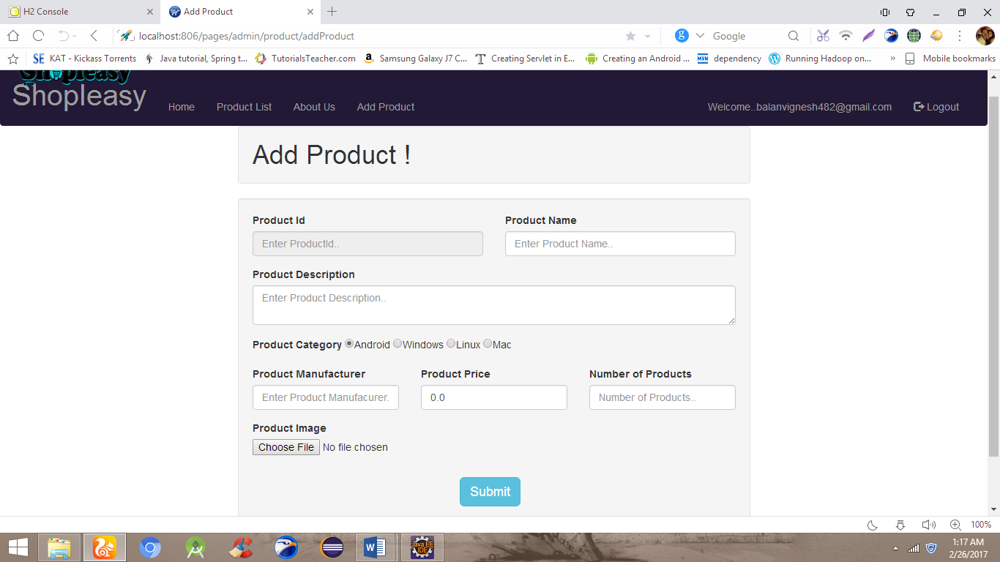 H2 Console
Add Product
localhost:806/pages/admin/product/addProduct
Google
KAT - Kickass Torrents
Java tutorial, Spring t...
TutorialsTeacher.com
Samsung Galaxy J7 C...
Creating Servlet in E...
Creating an Android ...
dependency
Running Hadoop on...
»
Mobile bookmarks
Shopleasy
Shopleasy
Home
Product List
About Us
Add Product
Welcome..balanvignesh482@gmail.com
Logout
Add Product !
Product Id
Product Name
Enter ProductId..
Enter Product Name..
Product Description
Enter Product Description..
Product Category Android Windows Linux Mac
Product Manufacturer
Product Price
Number of Products
Enter Product Manufacurer.
0.0
Number of Products..
Product Image
Choose File No file chosen
Submit
100%
Java EE
IDE
1:17 AM
2/26/2017